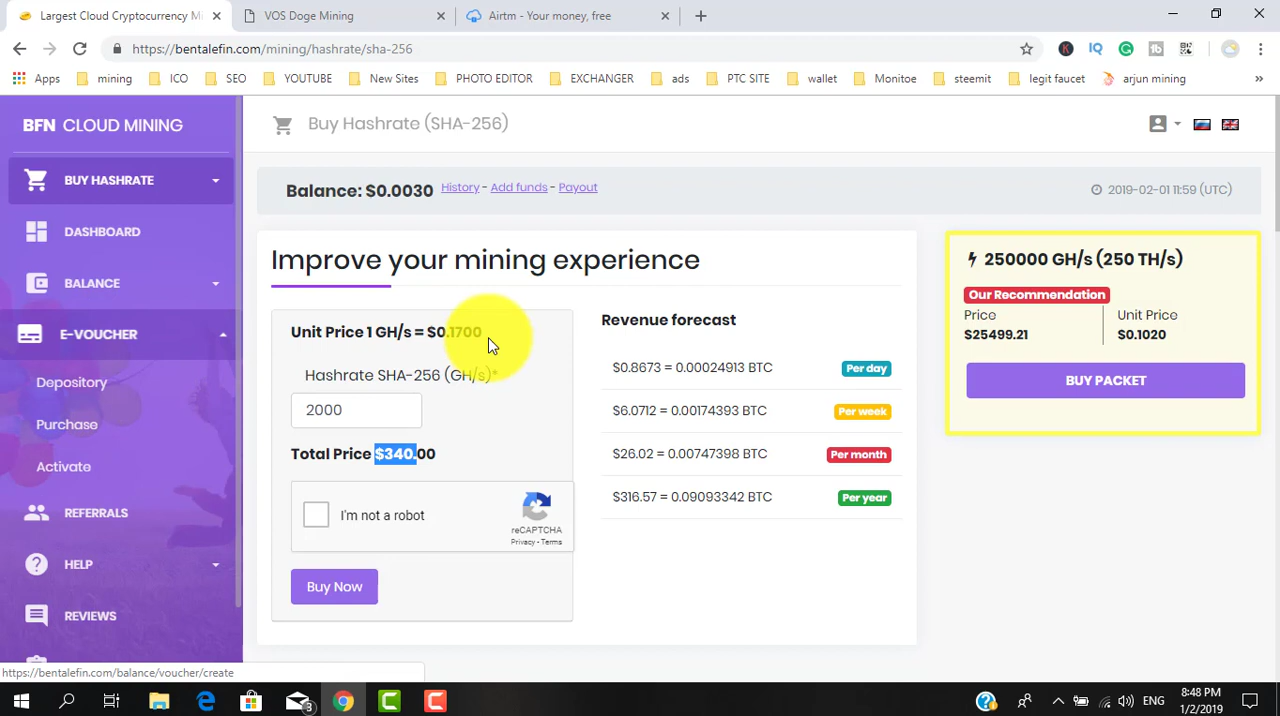 Largest Cloud Cryptocurrency M
VOS Doge Mining
Airtm - Your money, free
https://bentalefin.com/mining/hashrate/sha-256
Apps
mining
ICO
SEO
YOUTUBE
New Sites
PHOTO EDITOR
EXCHANGER
ads
PTC SITE
wallet
Monitoe
steemit
legit faucet
arjun mining
»
BFN CLOUD MINING
BUY HASHRATE
DASHBOARD
BALANCE
E-VOUCHER
Depository
Purchase
Activate
REFERRALS
HELP
REVIEWS
Buy Hashrate (SHA-256)
Balance: $0.0030 History - Add funds - Payout
2019-02-01 11:59 (UTC)
Improve your mining experience
Unit Price 1 GH/s = $0.1700
Hashrate SHA-256 (GH/s)*
2000
Total Price $340.00
I'm not a robot
reCAPTCHA
Privacy - Terms
Buy Now
Revenue forecast
$0.8673 = 0.00024913 BTC Per day
$6.0712 = 0.00174393 BTC Per week
$26.02 = 0.00747398 BTC Per month
$316.57 = 0.09093342 BTC Per year
250000 GH/s (250 TH/s)
Our Recommendation
Price Unit Price
$25499.21 $0.1020
BUY PACKET
https://bentalefin.com/balance/voucher/create
3
ENG
8:48 PM
1/2/2019